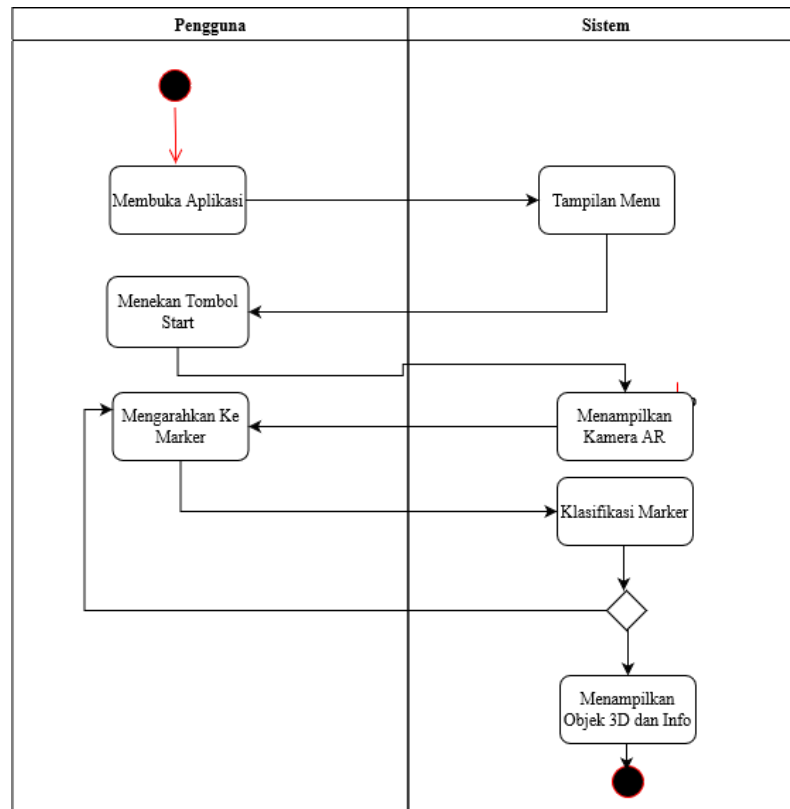 Pengguna
Sistem
Membuka Aplikasi
Tampilan Menu
Menekan Tombol
Start
Mengarahkan Ke
Marker
Menampilkan
Kamera AR
Klasifikasi Marker
Menampilkan
Objek 3D dan Info